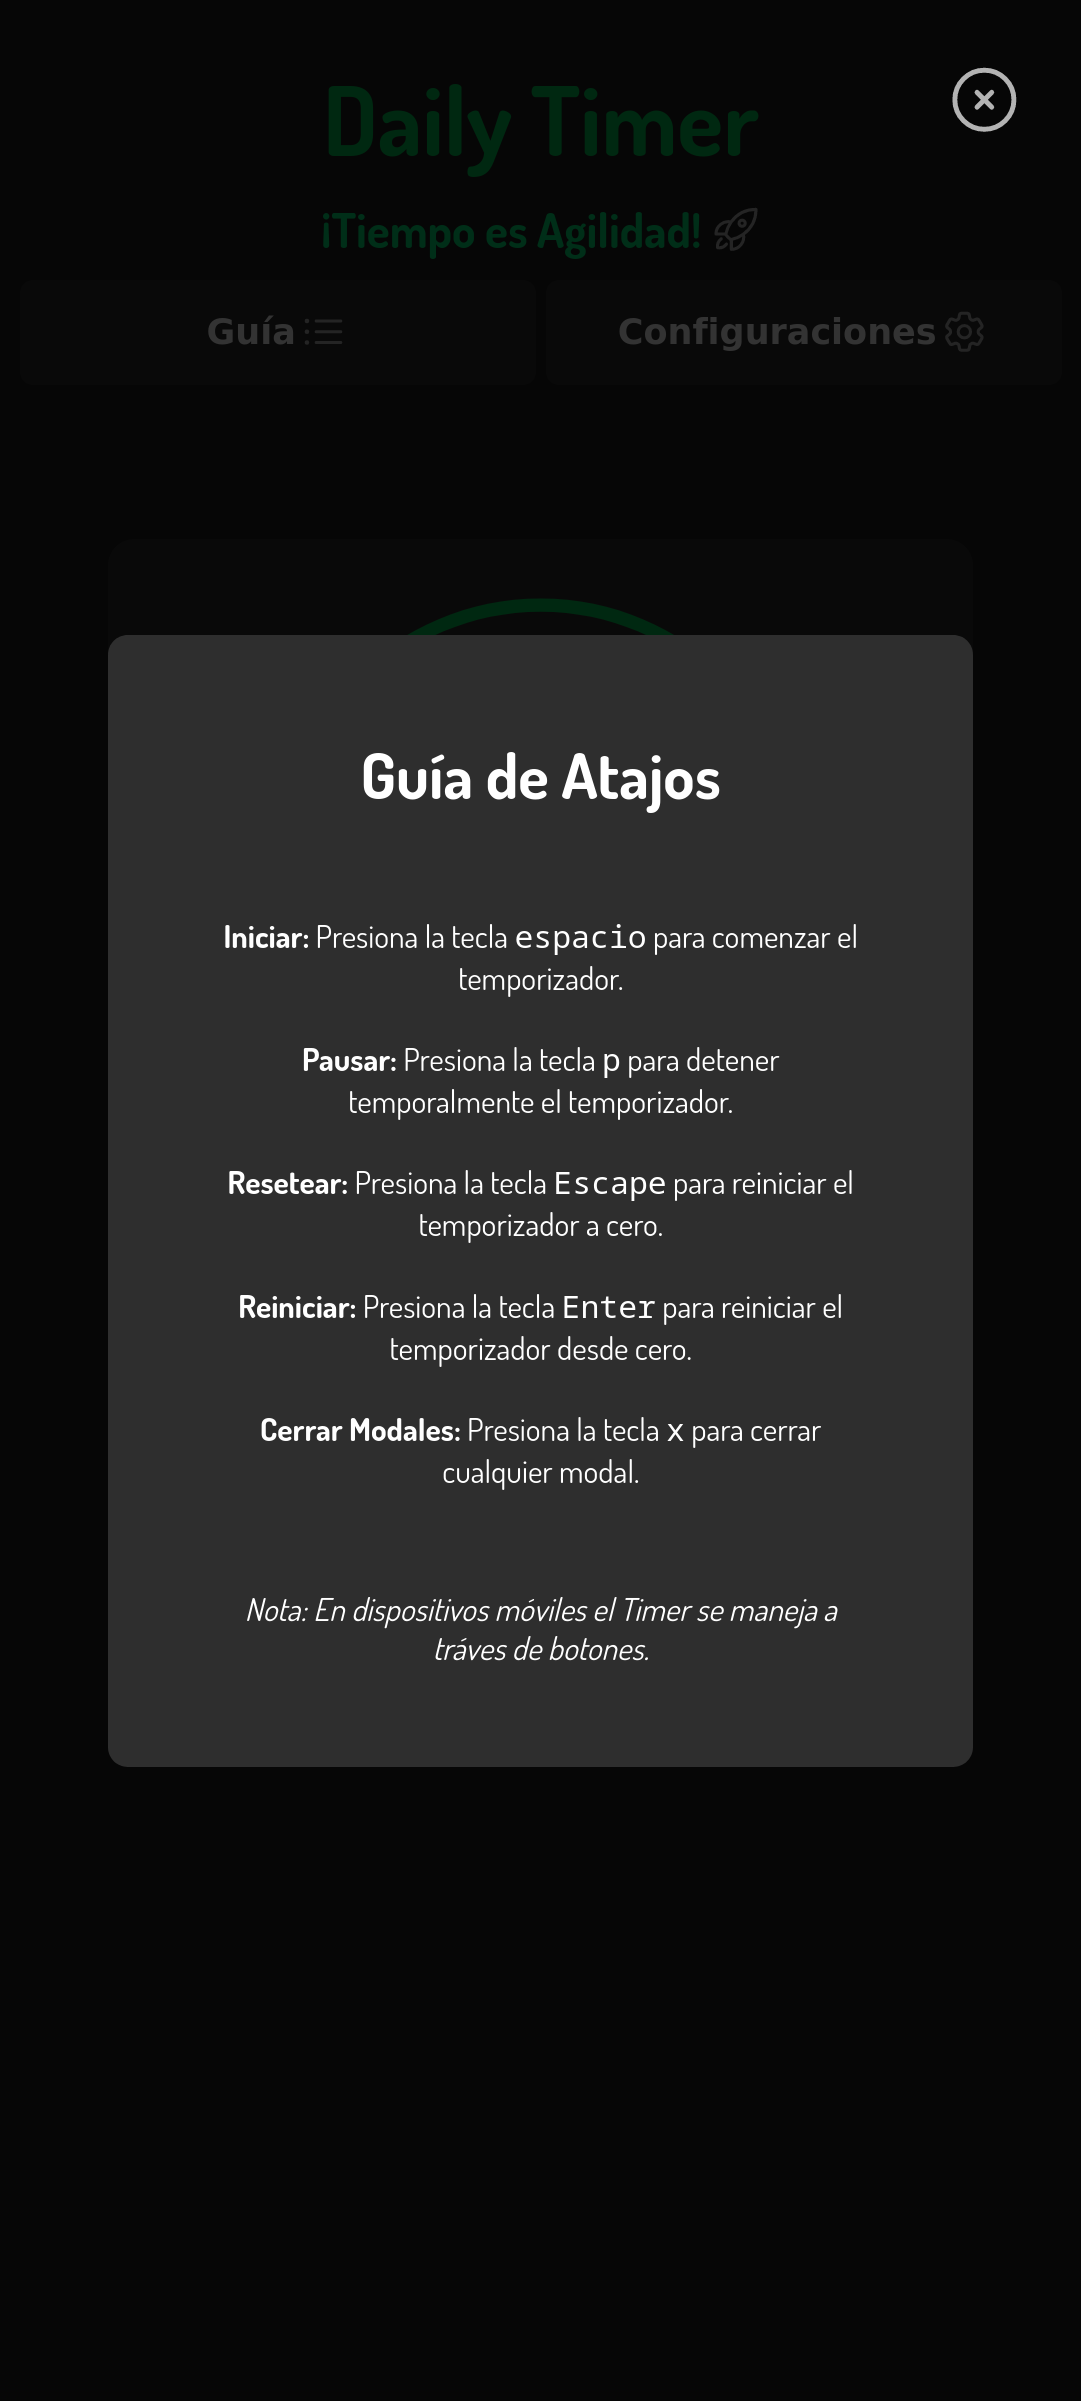 Daily Timer
¡Tiempo es Agilidad!
Guía
Configuraciones
Guía de Atajos
Iniciar: Presiona la tecla espacio para comenzar el
temporizador.
Pausar: Presiona la tecla p para detener
temporalmente el temporizador.
Resetear: Presiona la tecla Escape para reiniciar el
temporizador a cero.
Reiniciar: Presiona la tecla Enter para reiniciar el
temporizador desde cero.
Cerrar Modales: Presiona la tecla x para cerrar
cualquier modal.
Nota: En dispositivos móviles el Timer se maneja a
tráves de botones.